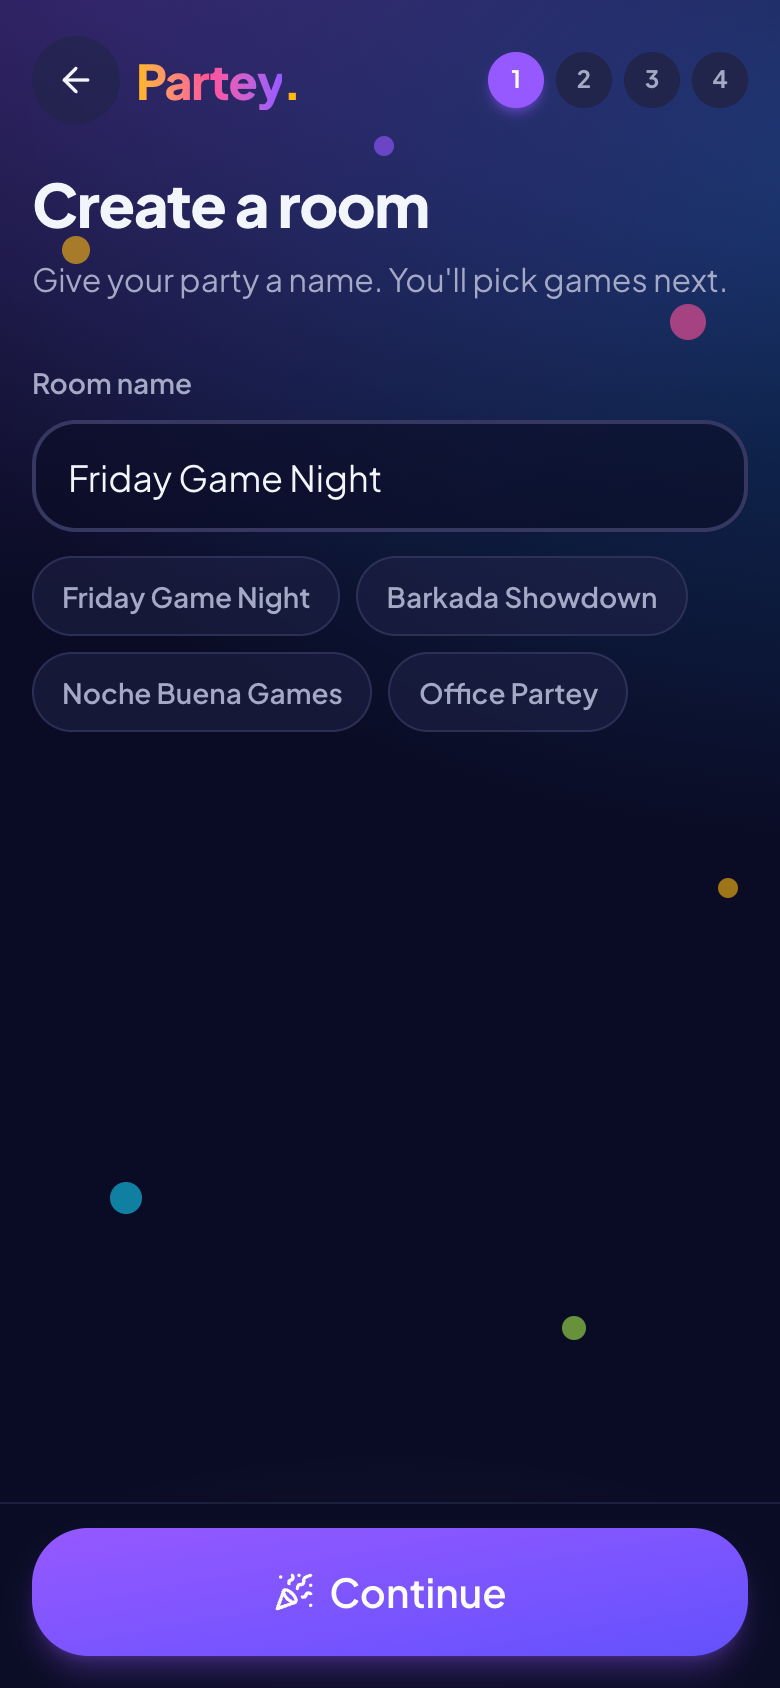 Partey.
1 2 3 4
Create a room
Give your party a name. You'll pick games next.
Room name
Friday Game Night
Friday Game Night
Barkada Showdown
Noche Buena Games
Office Partey
Continue